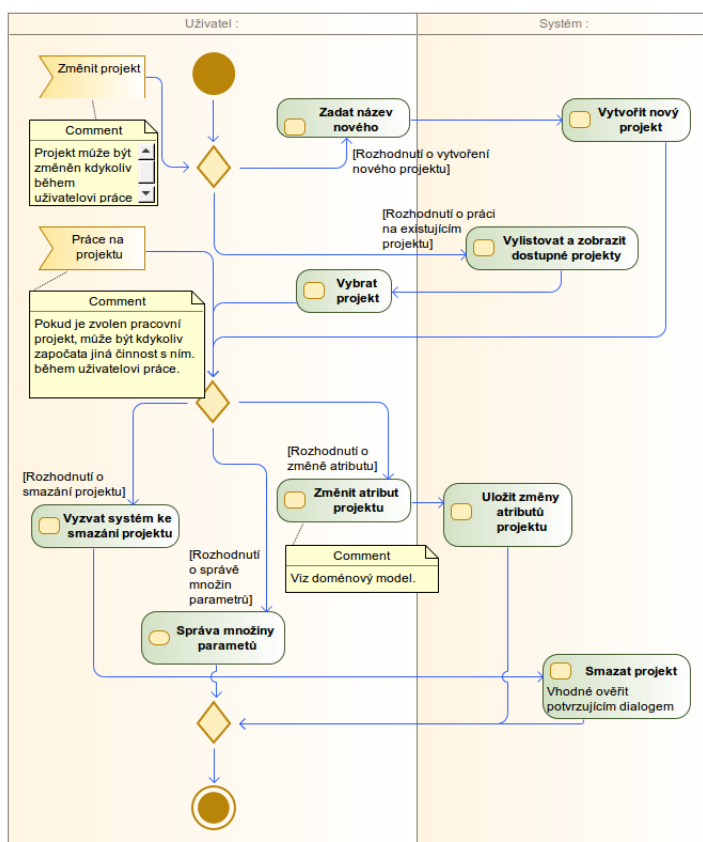 Uživatel :
Systém :
Změnit projekt
Comment
Projekt může být
změněn kdykoliv
během
uživatelovi práce
Zadat název
nového
Vytvořit nový
projekt
[Rozhodnutí o vytvoření
nového projektu]
[Rozhodnutí o práci
na existujícím
projektu]
Práce na
projektu
Vylistovat a zobrazit
dostupné projekty
Vybrat
projekt
Comment
Pokud je zvolen pracovní
projekt, může být kdykoliv
započata jiná činnost s ním.
během uživatelovi práce.
[Rozhodnutí o
smazání projektu]
[Rozhodnutí o
změně atributu]
Vyzvat systém ke
smazání projektu
Změnit atribut
projektu
Uložit změny
atributů
projektu
[Rozhodnutí
o správě
množin
parametrů]
Comment
Viz doménový model.
Správa množiny
parametů
Smazat projekt
Vhodné ověřit
potvrzujícím dialogem